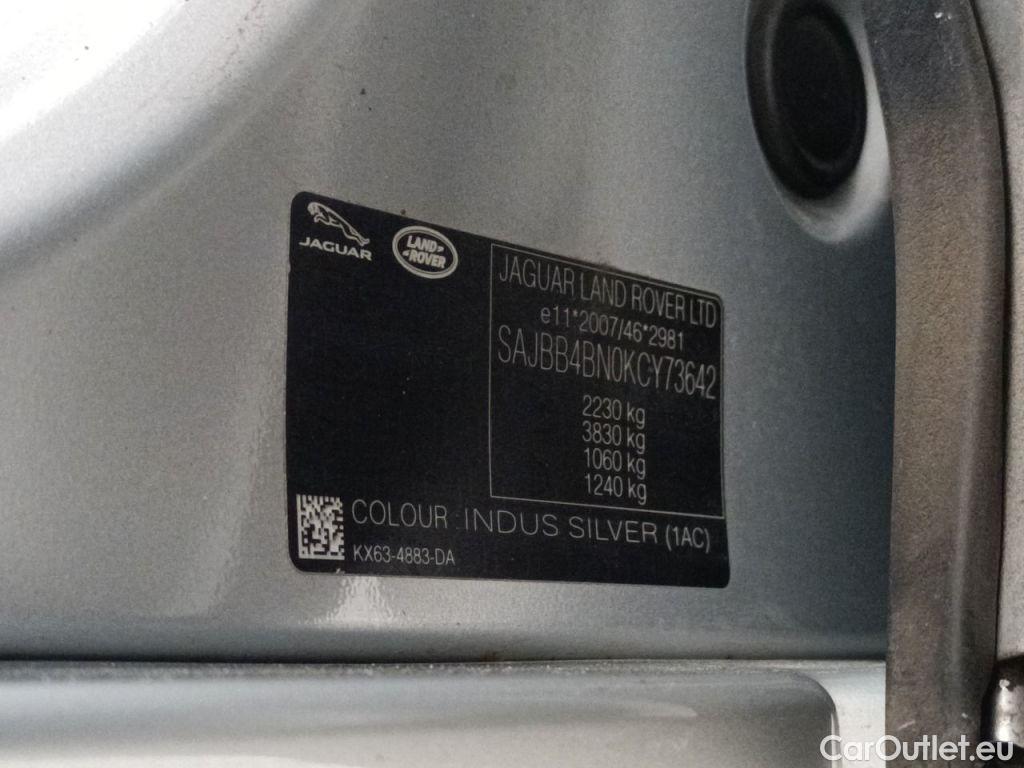 JAGUAR
LAND
ROVER
JAGUAR LAND ROVER LTD
e11*2007/46*2981
SAJBB4BN0KCY73642
2230 kg
3830 kg
1060 kg
1240 kg
COLOUR : INDUS SILVER (1AC)
KX63-4883-DA
CarOutlet.eu